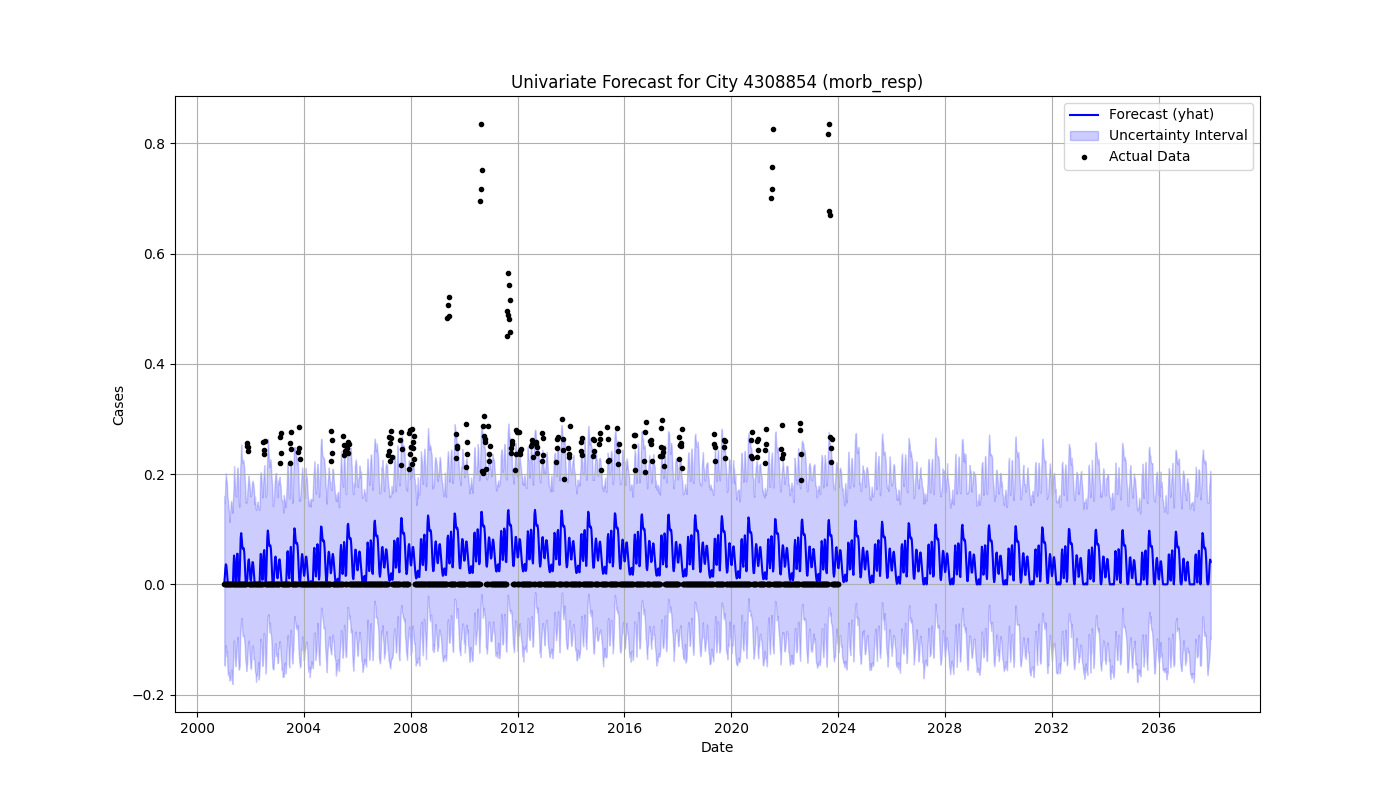 Univariate Forecast for City 4308854 (morb_resp)
Forecast (yhat)
Uncertainty Interval
Actual Data
0.8
0.6
0.4
0.2
0.0
−0.2
Cases
2000
2004
2008
2012
2016
2020
2024
2028
2032
2036
Date